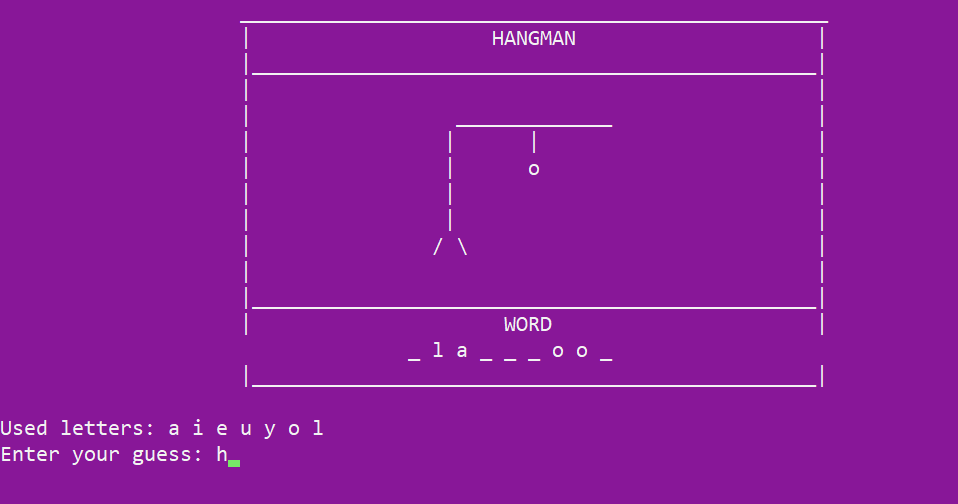 HANGMAN
o
/ \
WORD
_ l a _ _ _ o o _
Used letters: a i e u y o l
Enter your guess: h